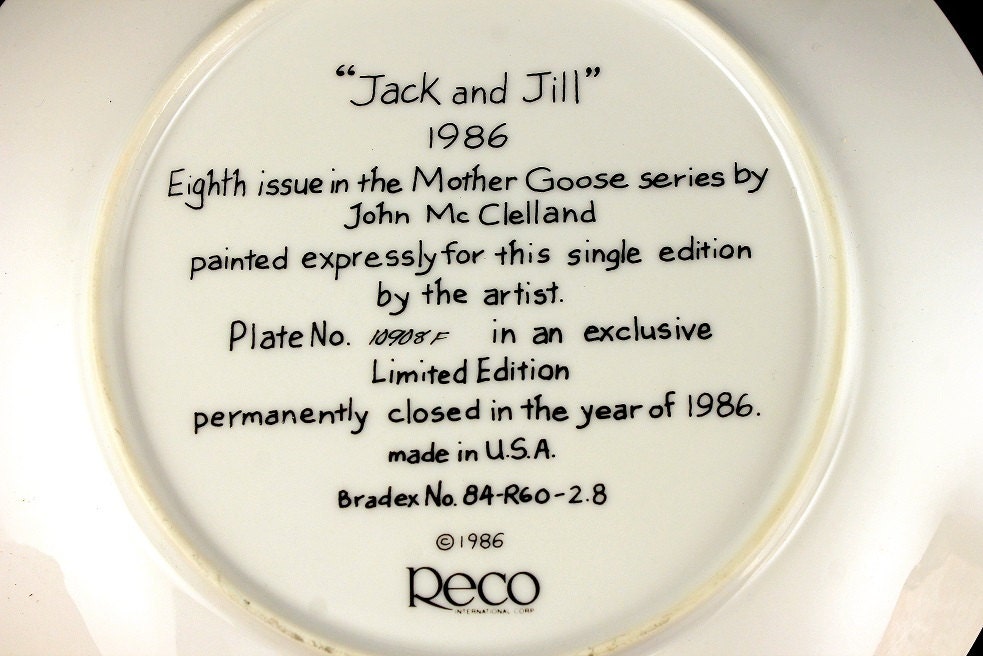 “Jack and Jill”
1986
Eighth issue in the Mother Goose series by
John Mc Clelland
painted expressly for this single edition
by the artist.
Plate No. 10908F in an exclusive
Limited Edition
permanently closed in the year of 1986.
made in U.S.A.
Bradex No. 84-R60-2.8
©1986
Reco
INTERNATIONAL CORP.